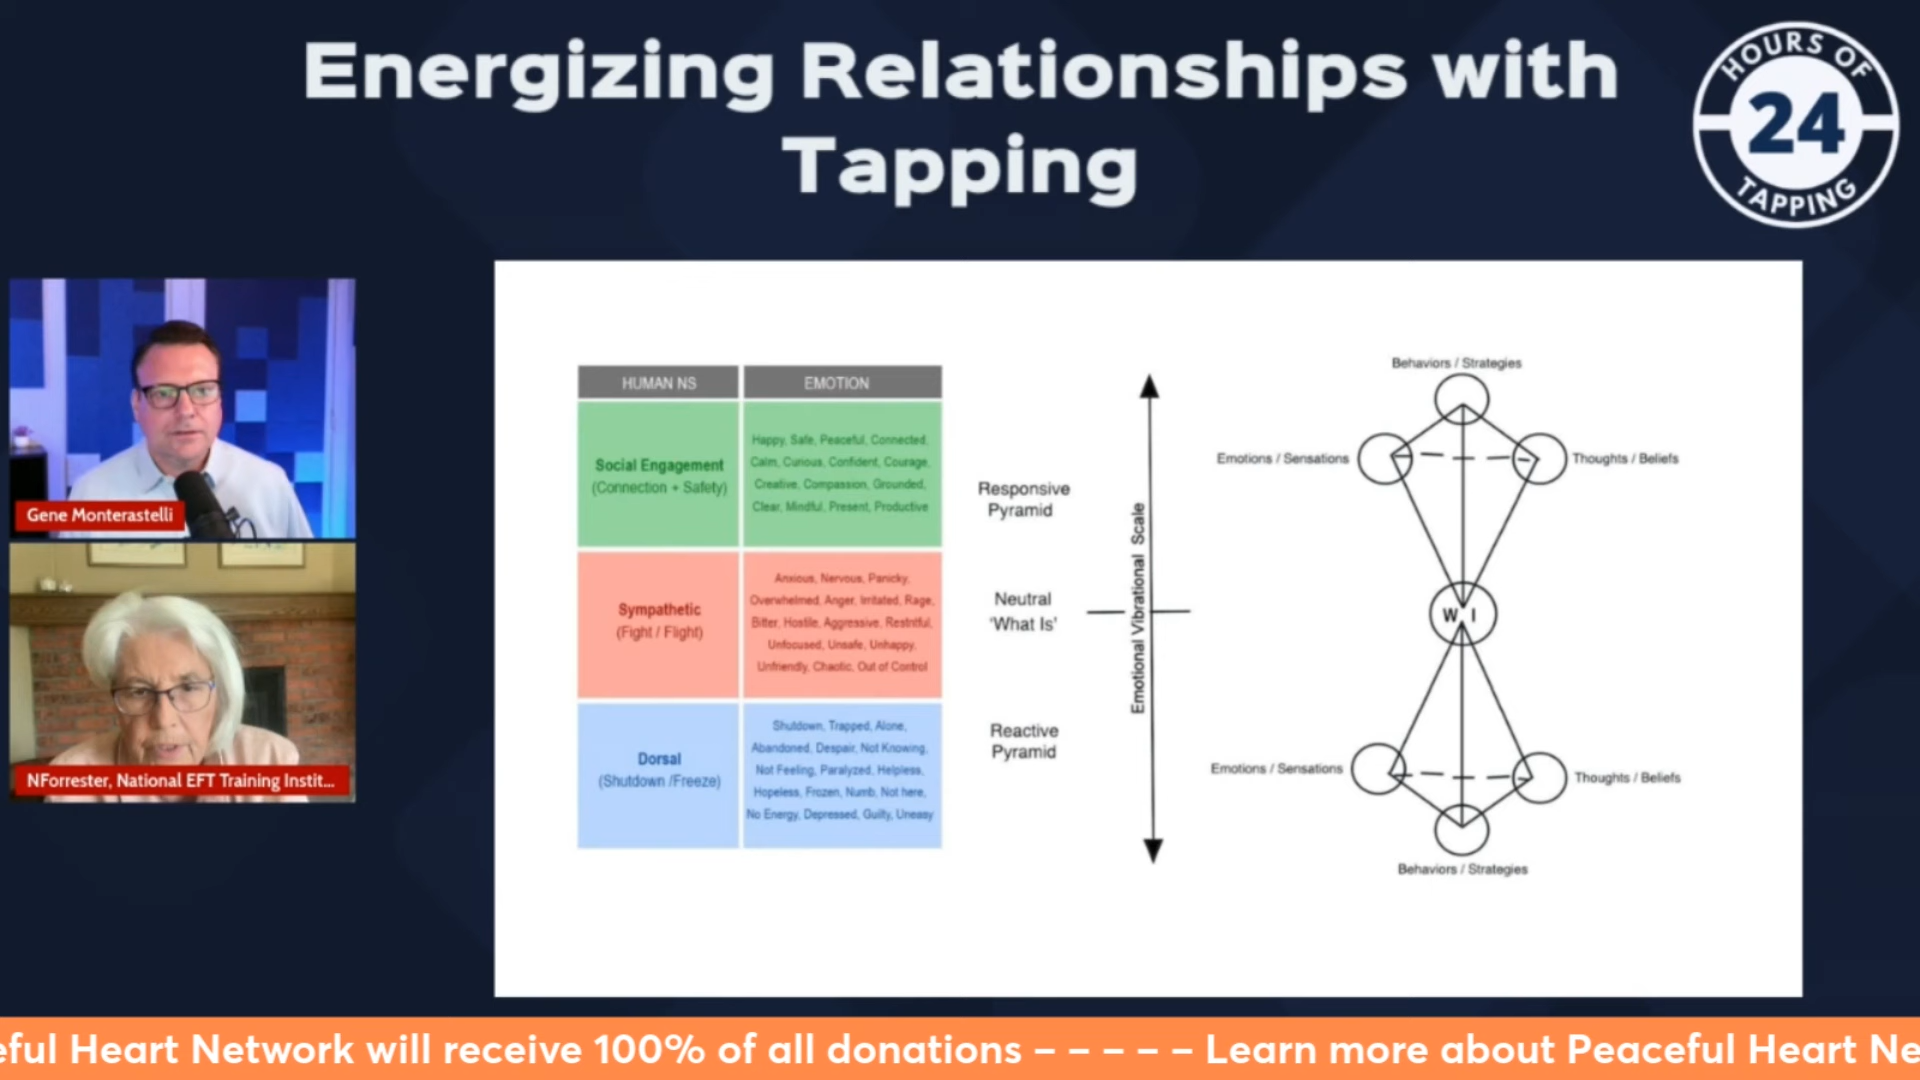 Energizing Relationships with
Tapping
HOURS OF
24
TAPPING
Gene Monterastelli
NForrester, National EFT Training Instit...
HUMAN NS
EMOTION
Social Engagement
(Connection + Safety)
Happy, Safe, Peaceful, Connected,
Calm, Curious, Confident, Courage,
Creative, Compassion, Grounded,
Clear, Mindful, Present, Productive
Sympathetic
(Fight / Flight)
Anxious, Nervous, Panicky,
Overwhelmed, Anger, Irritated, Rage,
Bitter, Hostile, Aggressive, Restntful,
Unfocused, Unsafe, Unhappy,
Unfriendly, Chaotic, Out of Control
Dorsal
(Shutdown /Freeze)
Shutdown, Trapped, Alone,
Abandoned, Despair, Not Knowing,
Not Feeling, Paralyzed, Helpless,
Hopeless, Frozen, Numb, Not here,
No Energy, Depressed, Guilty, Uneasy
Responsive
Pyramid
Neutral
'What Is'
Reactive
Pyramid
Emotional Vibrational Scale
Behaviors / Strategies
Emotions / Sensations
Thoughts / Beliefs
W I
Emotions / Sensations
Thoughts / Beliefs
Behaviors / Strategies
eful Heart Network will receive 100% of all donations – – – – – Learn more about Peaceful Heart Ne